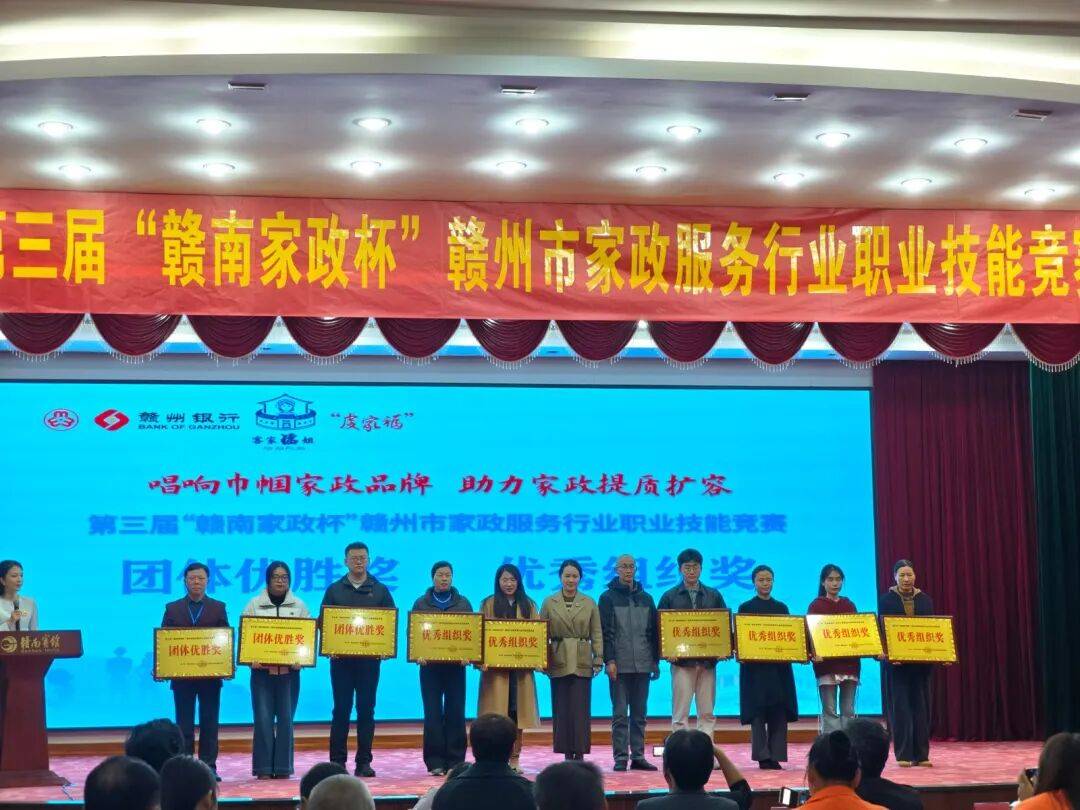 第三届“赣南家政杯”赣州市家政服务行业职业技能竞赛
赣州银行
BANK OF GANZHOU
客家 姐
“虔家福”
唱响巾帼家政品牌 助力家政提质扩容
第三届“赣南家政杯”赣州市家政服务行业职业技能竞赛
团体优胜奖 优秀组织奖
赣南宾馆
团体优胜奖
团体优胜奖
团体优胜奖
优秀组织奖
优秀组织奖
优秀组织奖
优秀组织奖
优秀组织奖
优秀组织奖